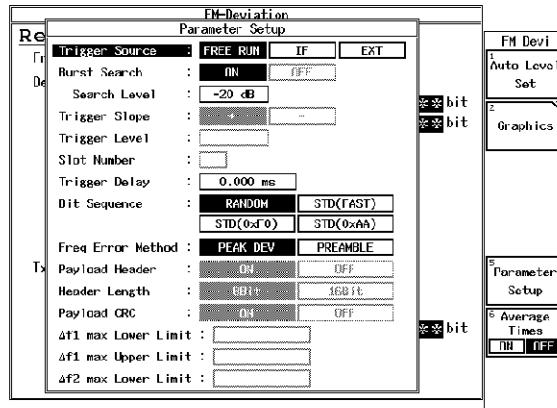 FM-Deviation
Parameter Setup
Re
Trigger Source : FREE RUN IF EXT
Burst Search : ON OFF
Search Level : -20 dB
Trigger Slope : + -
Trigger Level :
Slot Number :
Trigger Delay : 0.000 ms
Bit Sequence : RANDOM STD(FAST)
STD(0xF0) STD(0xAA)
Freq Error Method : PEAK DEV PREAMBLE
Tx
Payload Header : ON OFF
Header Length : 8Bit 16Bit
Payload CRC : ON OFF
Δf1 max Lower Limit :
Δf1 max Upper Limit :
Δf2 max Lower Limit :
** bit
** bit
** bit
FM Devi
1
Auto Level
Set
2
Graphics
5
Parameter
Setup
6
Average
Times
ON OFF